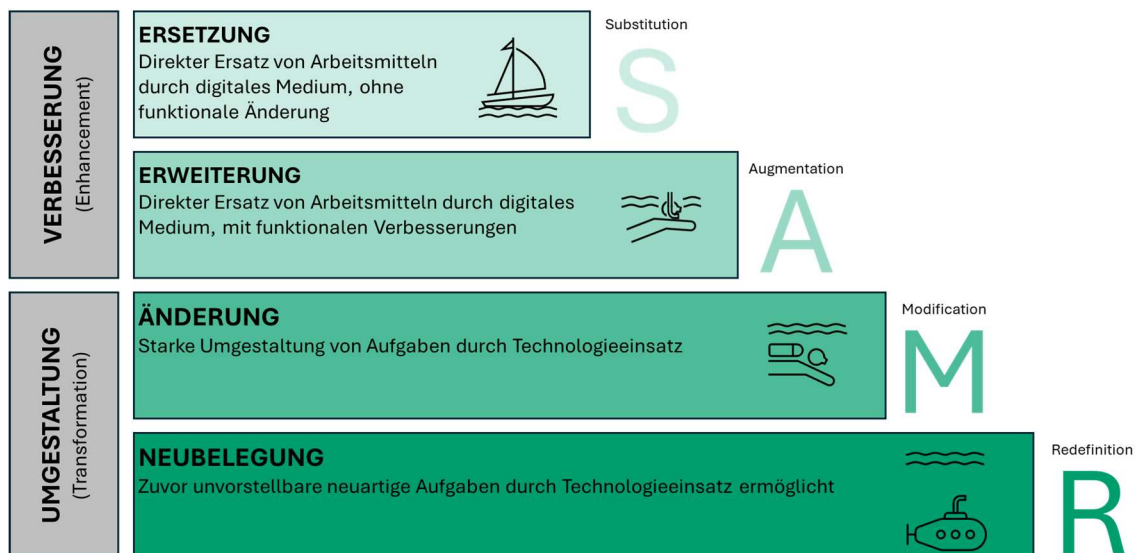 VERBESSERUNG
(Enhancement)
ERSETZUNG
Direkter Ersatz von Arbeitsmitteln
durch digitales Medium, ohne
funktionale Änderung
Substitution
S
ERWEITERUNG
Direkter Ersatz von Arbeitsmitteln durch digitales
Medium, mit funktionalen Verbesserungen
Augmentation
A
UMGESTALTUNG
(Transformation)
ÄNDERUNG
Starke Umgestaltung von Aufgaben durch Technologieeinsatz
Modification
M
NEUBELEGUNG
Zuvor unvorstellbare neuartige Aufgaben durch Technologieeinsatz ermöglicht
Redefinition
R